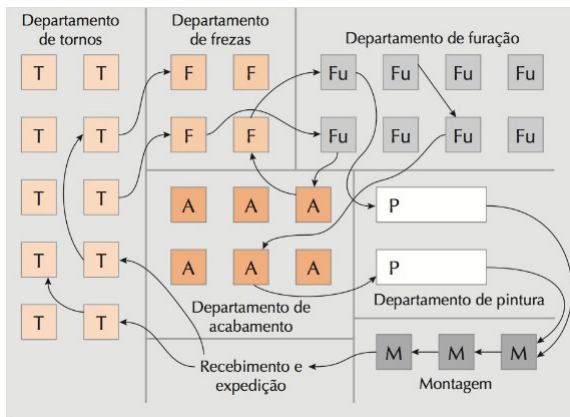 Departamento
de tornos
Departamento
de frezas
Departamento de furação
T T
F F
Fu Fu Fu Fu
T T
F F
Fu Fu Fu Fu
T T
A A A
P
T T
A A A
P
Departamento de
acabamento
Departamento de pintura
T T
Recebimento e
expedição
M M M
Montagem